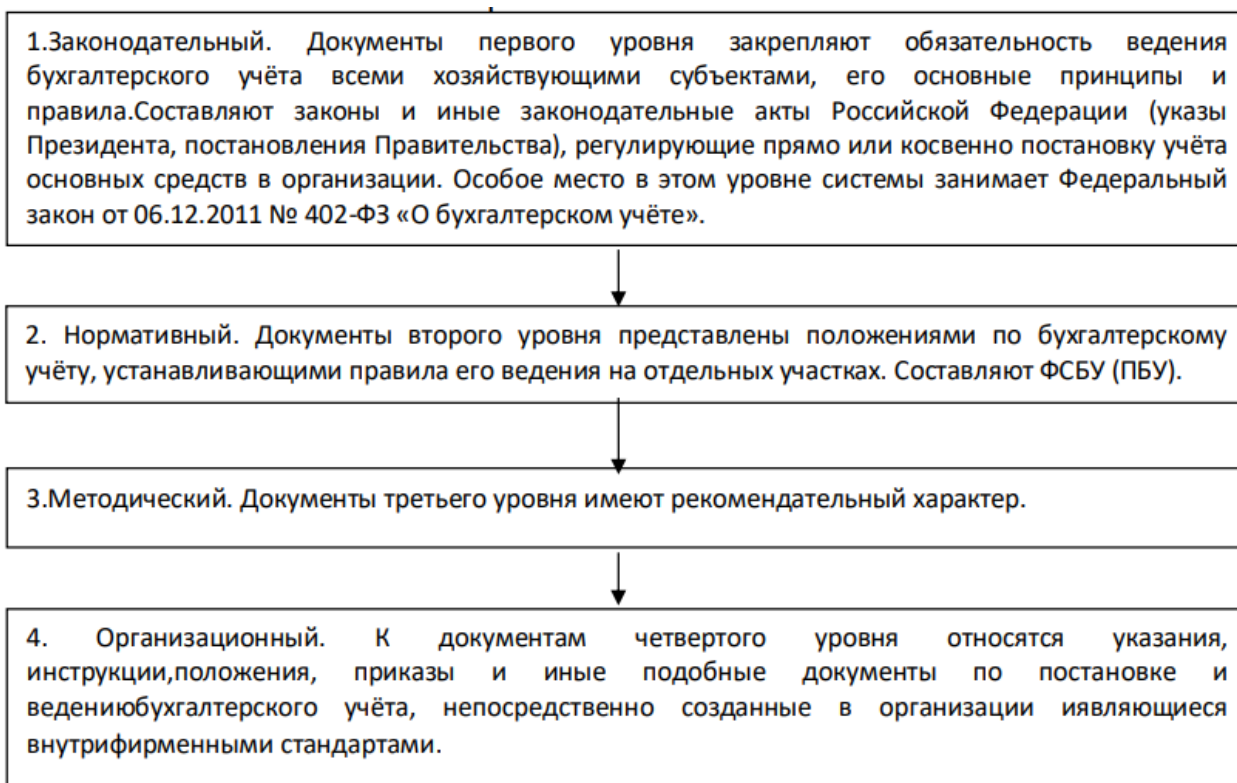 1.Законодательный. Документы первого уровня закрепляют обязательность ведения
бухгалтерского учёта всеми хозяйствующими субъектами, его основные принципы и
правила.Составляют законы и иные законодательные акты Российской Федерации (указы
Президента, постановления Правительства), регулирующие прямо или косвенно постановку учёта
основных средств в организации. Особое место в этом уровне системы занимает Федеральный
закон от 06.12.2011 № 402-ФЗ «О бухгалтерском учёте».
2. Нормативный. Документы второго уровня представлены положениями по бухгалтерскому
учёту, устанавливающими правила его ведения на отдельных участках. Составляют ФСБУ (ПБУ).
3.Методический. Документы третьего уровня имеют рекомендательный характер.
4. Организационный. К документам четвертого уровня относятся указания,
инструкции,положения, приказы и иные подобные документы по постановке и
ведениюбухгалтерского учёта, непосредственно созданные в организации иявляющиеся
внутрифирменными стандартами.